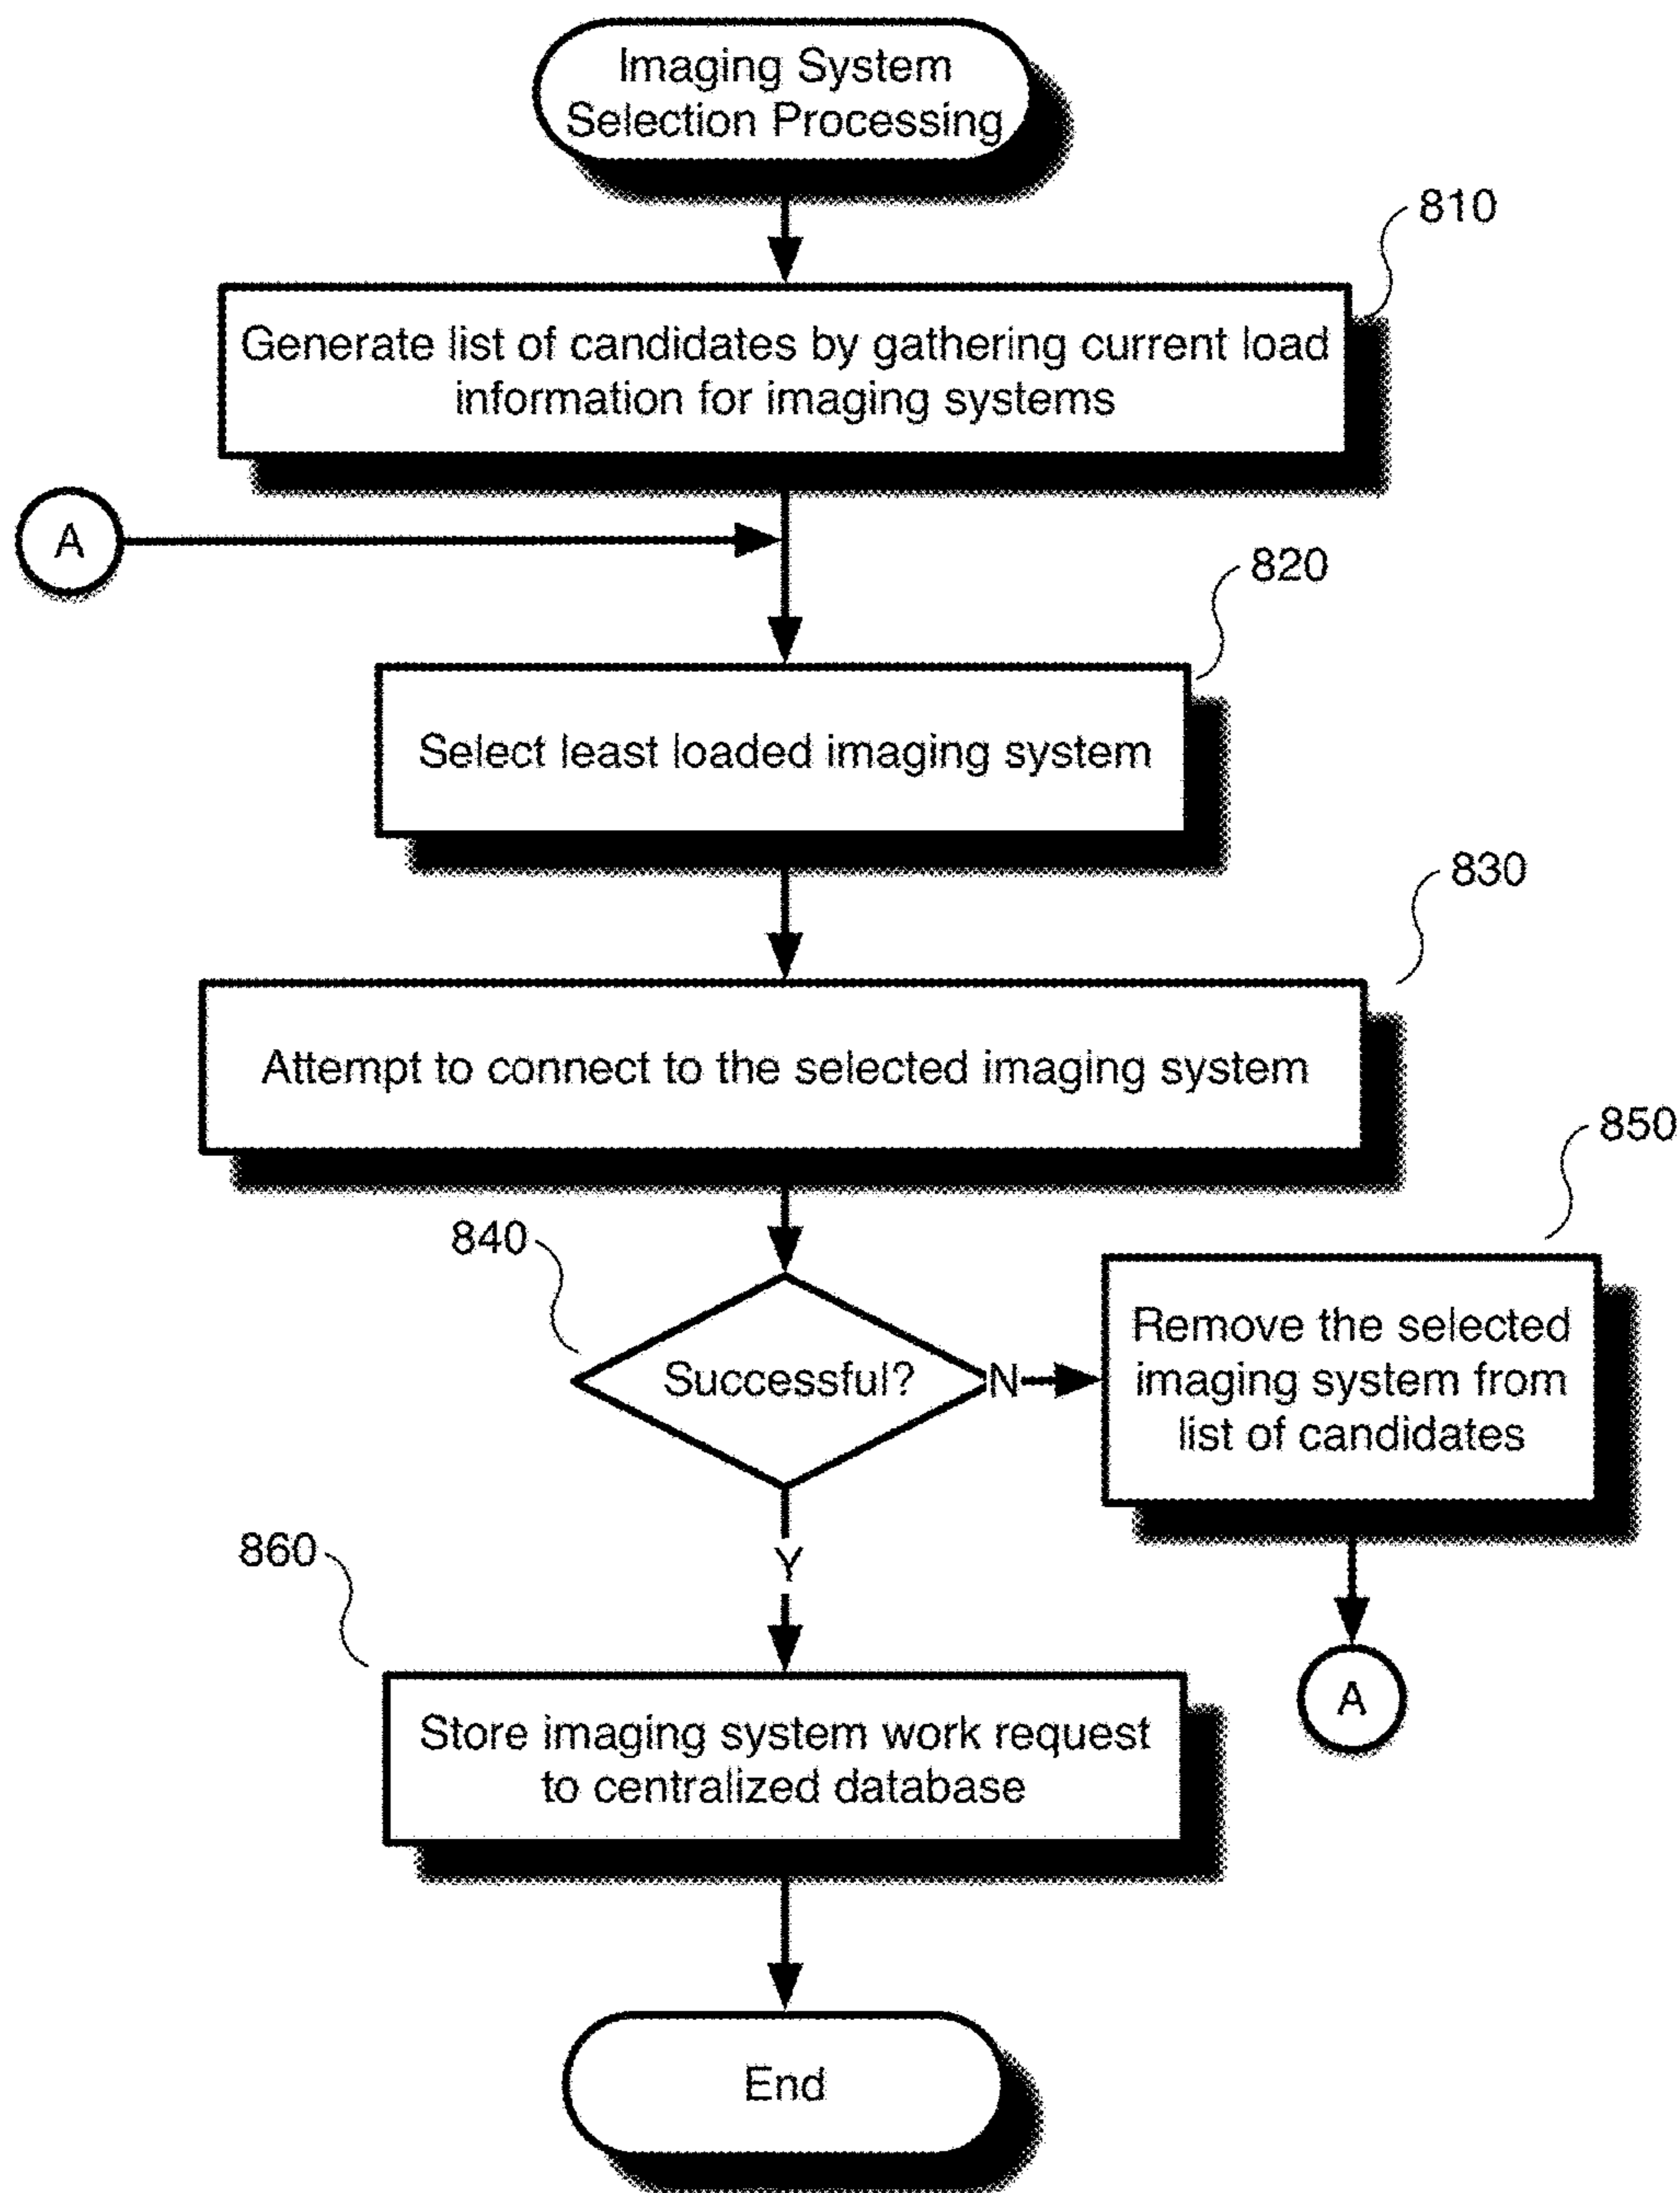 Imaging System
Selection Processing
810
Generate list of candidates by gathering current load
information for imaging systems
A
820
Select least loaded imaging system
830
Attempt to connect to the selected imaging system
850
840
Successful?
N
Remove the selected
imaging system from
list of candidates
Y
860
A
Store imaging system work request
to centralized database
End